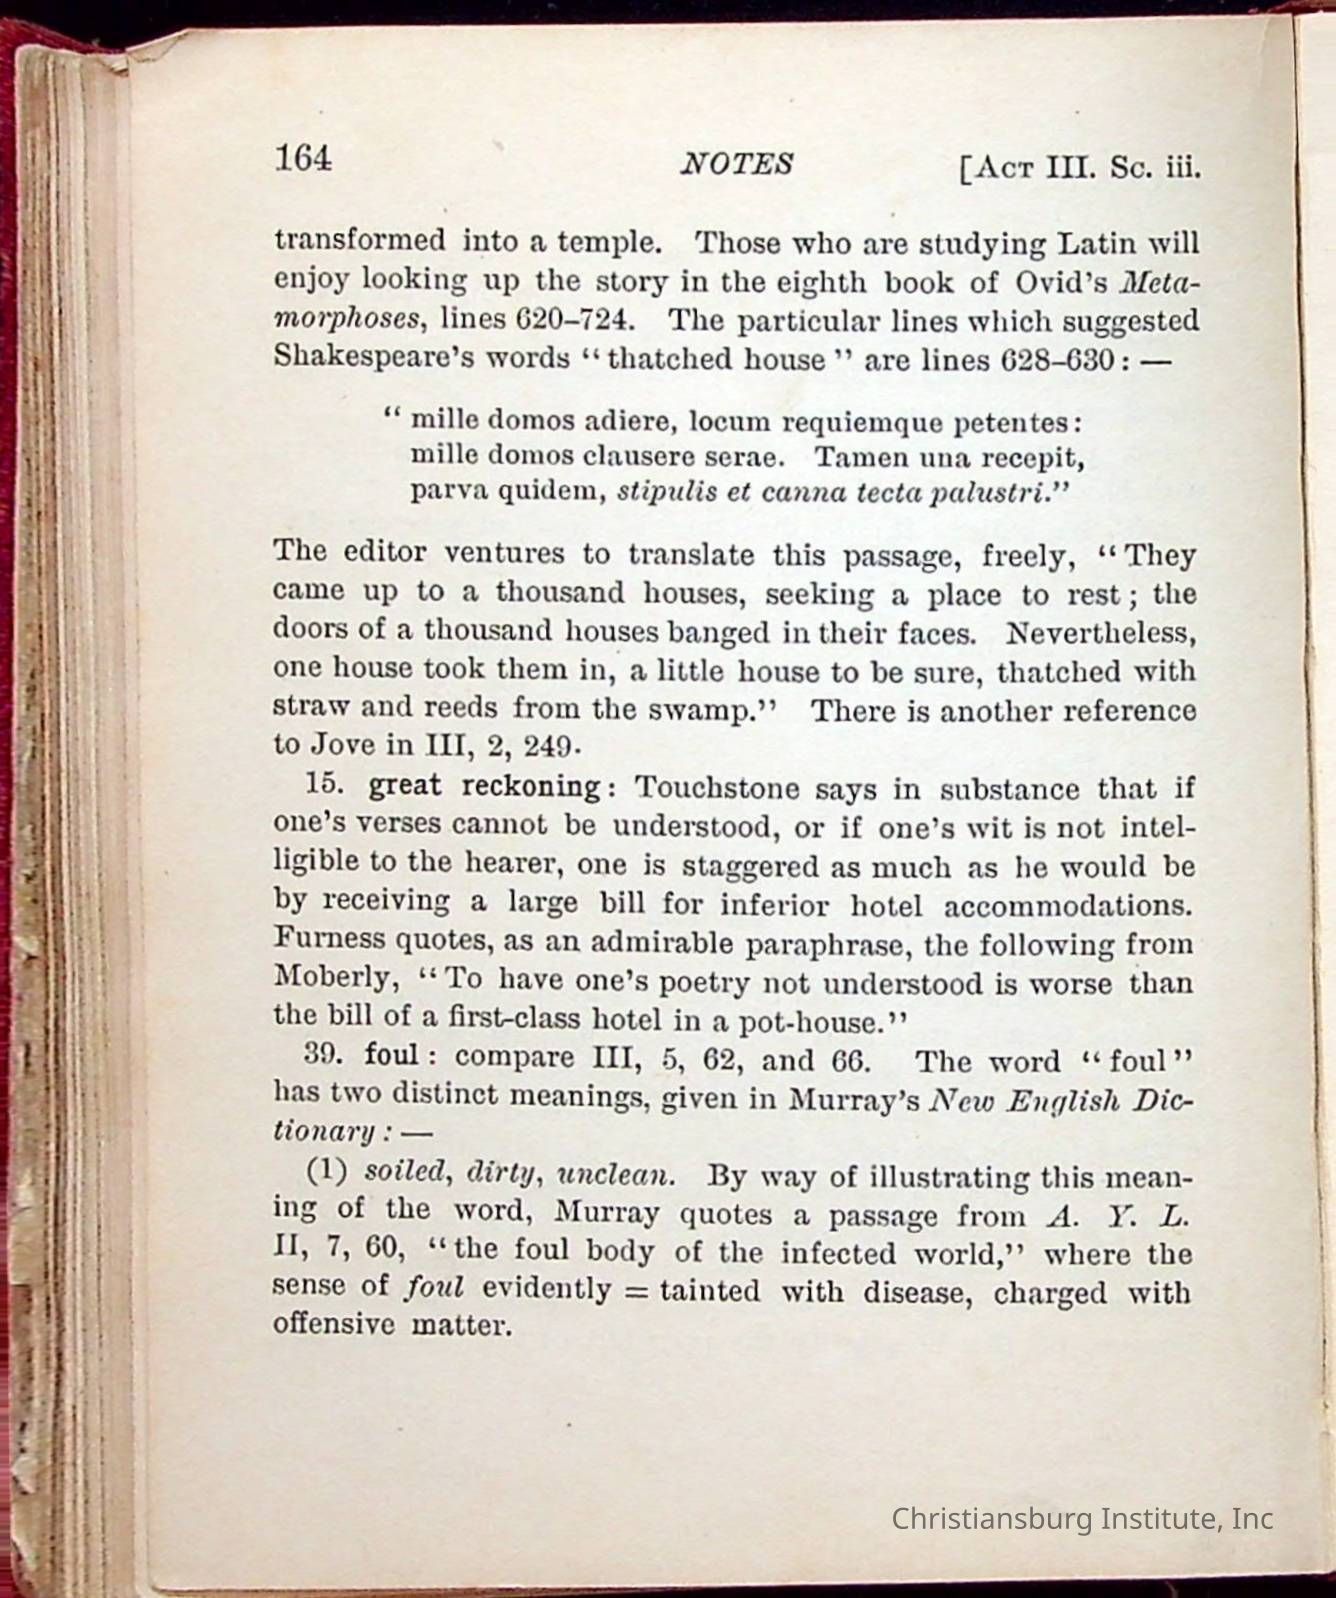 164 NOTES [ACT III. Sc. iii.
transformed into a temple. Those who are studying Latin will
enjoy looking up the story in the eighth book of Ovid's Meta-
morphoses, lines 620–724. The particular lines which suggested
Shakespeare's words "thatched house" are lines 628–630: —
"mille domos adiere, locum requiemque petentes:
mille domos clausere serae. Tamen una recepit,
parva quidem, stipulis et canna tecta palustri."
The editor ventures to translate this passage, freely, "They
came up to a thousand houses, seeking a place to rest; the
doors of a thousand houses banged in their faces. Nevertheless,
one house took them in, a little house to be sure, thatched with
straw and reeds from the swamp." There is another reference
to Jove in III, 2, 249.
15. great reckoning: Touchstone says in substance that if
one's verses cannot be understood, or if one's wit is not intel-
ligible to the hearer, one is staggered as much as he would be
by receiving a large bill for inferior hotel accommodations.
Furness quotes, as an admirable paraphrase, the following from
Moberly, "To have one's poetry not understood is worse than
the bill of a first-class hotel in a pot-house."
39. foul: compare III, 5, 62, and 66. The word "foul"
has two distinct meanings, given in Murray's New English Dic-
tionary: —
(1) soiled, dirty, unclean. By way of illustrating this mean-
ing of the word, Murray quotes a passage from A. Y. L.
II, 7, 60, "the foul body of the infected world," where the
sense of foul evidently = tainted with disease, charged with
offensive matter.
Christiansburg Institute, Inc